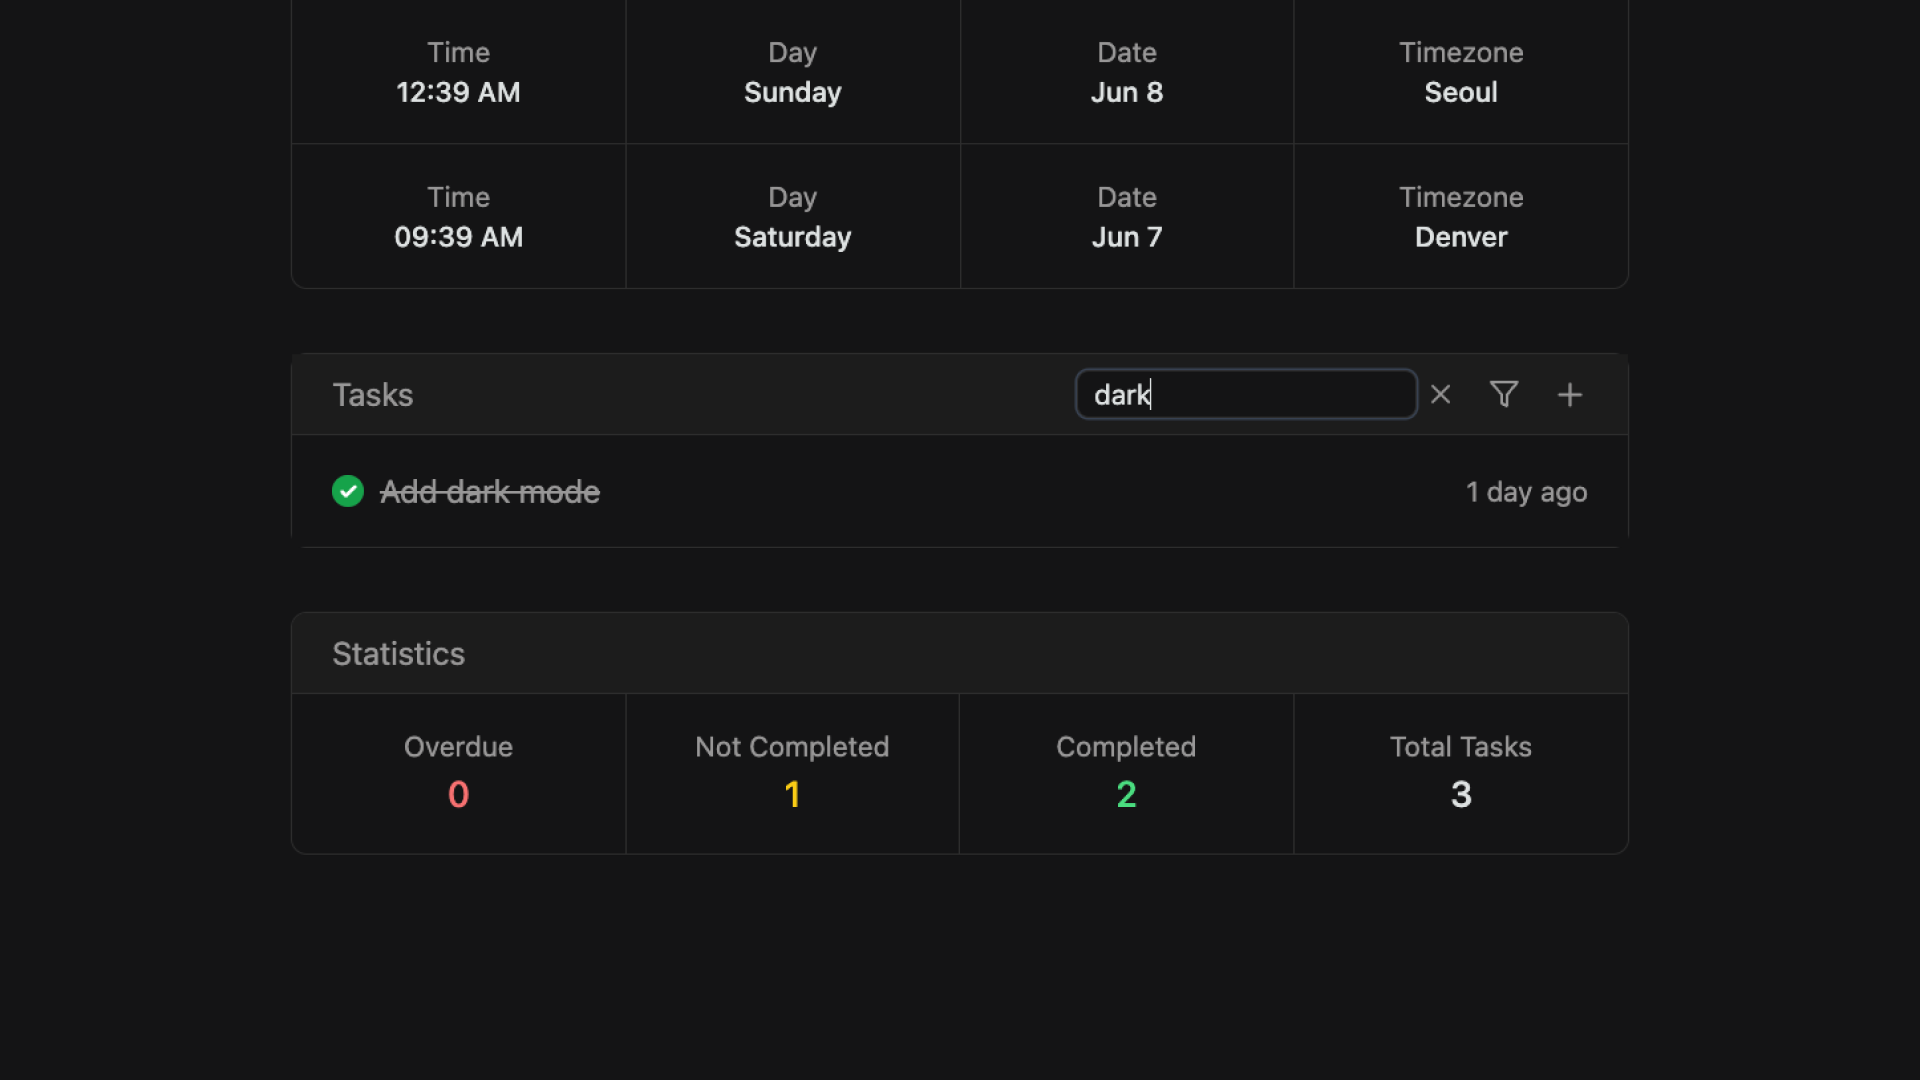 Time Day Date Timezone
12:39 AM Sunday Jun 8 Seoul
Time Day Date Timezone
09:39 AM Saturday Jun 7 Denver
Tasks dark
Add dark mode 1 day ago
Statistics
Overdue Not Completed Completed Total Tasks
0 1 2 3